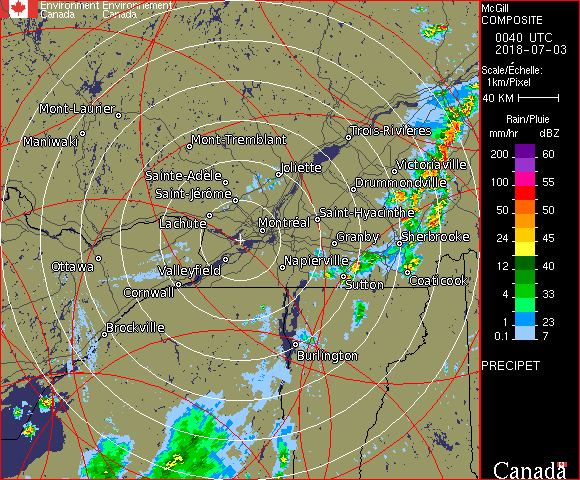 Environment Environnement
Canada Canada
McGill
COMPOSITE
0040 UTC
2018-07-03
Scale/Échelle:
1km/Pixel
40 KM
Rain/Pluie
mm/hr dBZ
200 60
100 55
50 50
24 45
12 40
4 33
1 23
0.1 7
PRECIPET
Canada
Mont-Laurier
Maniwaki
Mont-Tremblant
Trois-Rivières
Joliette
Victoriaville
Sainte-Adèle
Drummondville
Saint-Jérôme
Lachute
Saint-Hyacinthe
Montréal
Granby
Sherbrooke
Ottawa
Valleyfield
Napierville
Cornwall
Sutton
Coaticook
Brockville
Burlington